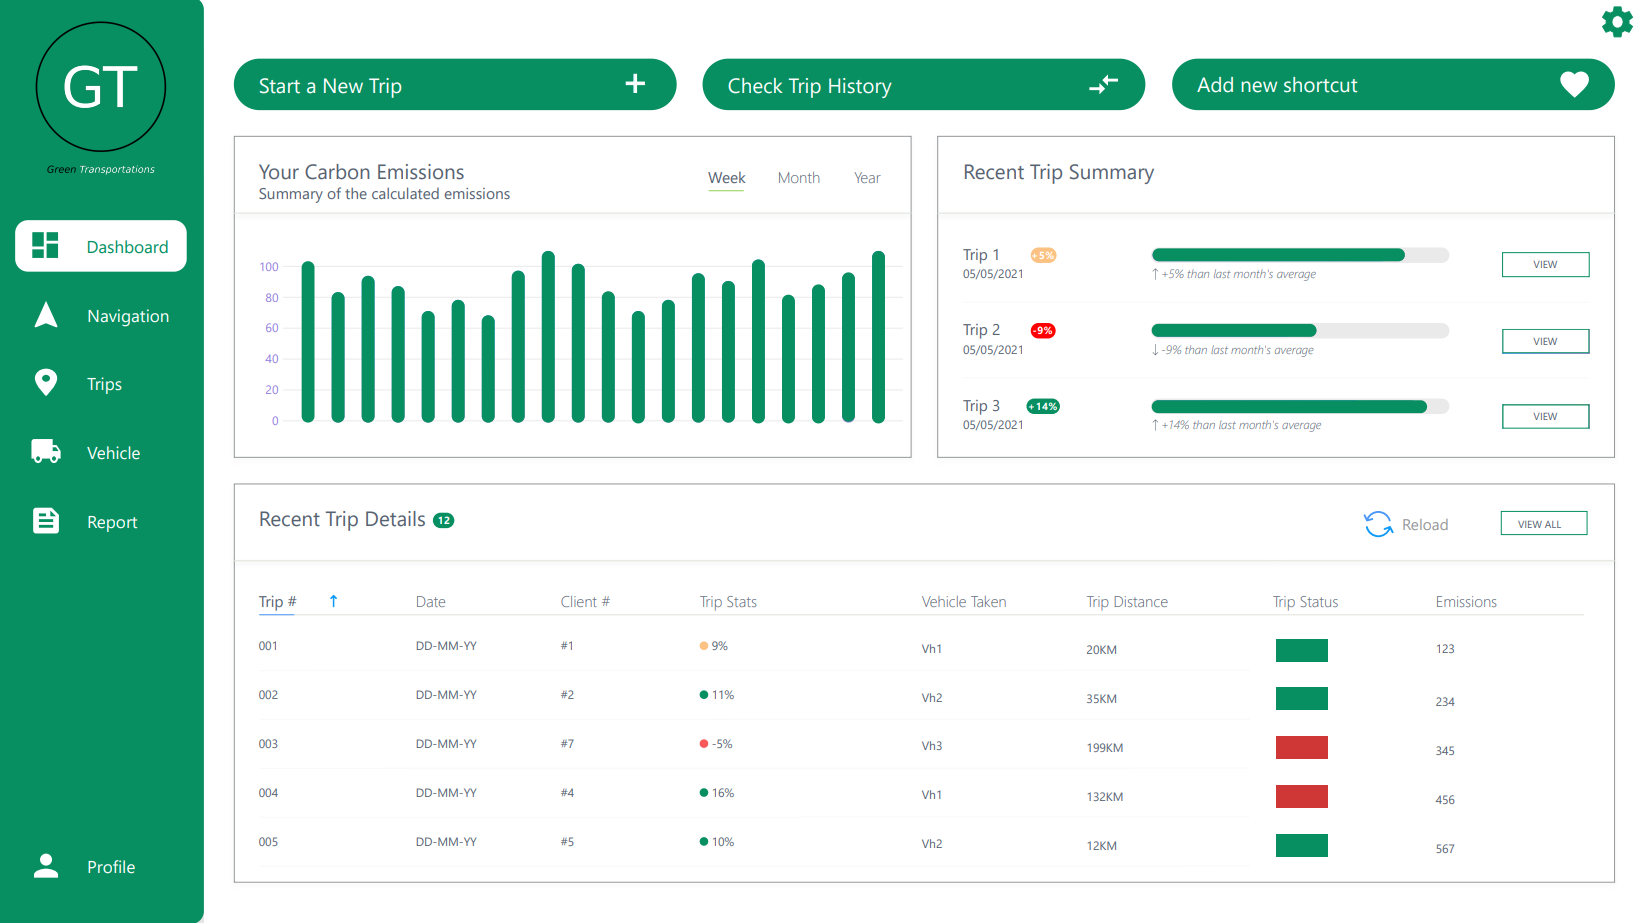 GT
Green Transportations
Dashboard
Navigation
Trips
Vehicle
Report
Profile
Start a New Trip
Check Trip History
Add new shortcut
Your Carbon Emissions
Summary of the calculated emissions
Week Month Year
100
80
60
40
20
0
Recent Trip Summary
Trip 1 +5%
05/05/2021
↑ +5% than last month's average
VIEW
Trip 2 -9%
05/05/2021
↓ -9% than last month's average
VIEW
Trip 3 +14%
05/05/2021
↑ +14% than last month's average
VIEW
Recent Trip Details 12
Reload
VIEW ALL
Trip # ↑ Date Client # Trip Stats Vehicle Taken Trip Distance Trip Status Emissions
001 DD-MM-YY #1 9% Vh1 20KM 123
002 DD-MM-YY #2 11% Vh2 35KM 234
003 DD-MM-YY #7 -5% Vh3 199KM 345
004 DD-MM-YY #4 16% Vh1 132KM 456
005 DD-MM-YY #5 10% Vh2 12KM 567